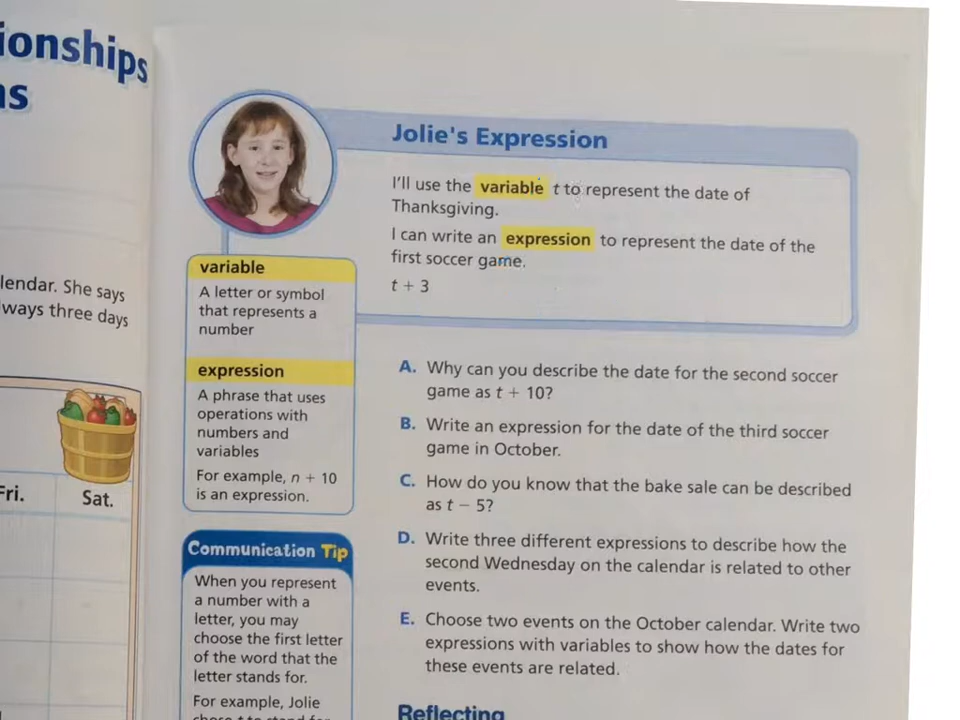 ionships
ns
lendar. She says
ways three days
Fri. Sat.
Jolie's Expression
I'll use the variable t to represent the date of
Thanksgiving.
I can write an expression to represent the date of the
first soccer game.
t + 3
variable
A letter or symbol
that represents a
number
expression
A phrase that uses
operations with
numbers and
variables
For example, n + 10
is an expression.
Communication Tip
When you represent
a number with a
letter, you may
choose the first letter
of the word that the
letter stands for.
For example, Jolie
chose t to stand for
A. Why can you describe the date for the second soccer
game as t + 10?
B. Write an expression for the date of the third soccer
game in October.
C. How do you know that the bake sale can be described
as t − 5?
D. Write three different expressions to describe how the
second Wednesday on the calendar is related to other
events.
E. Choose two events on the October calendar. Write two
expressions with variables to show how the dates for
these events are related.
Reflecting